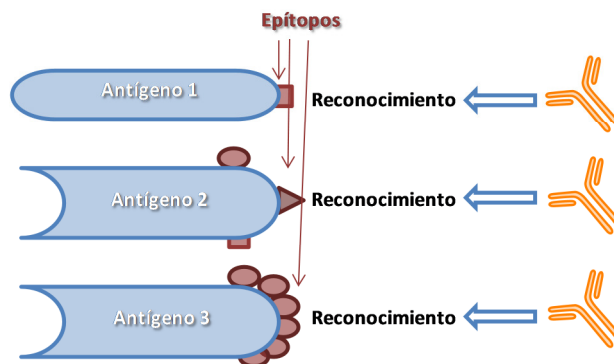 Epítopos
Antígeno 1
Reconocimiento
Antígeno 2
Reconocimiento
Antígeno 3
Reconocimiento